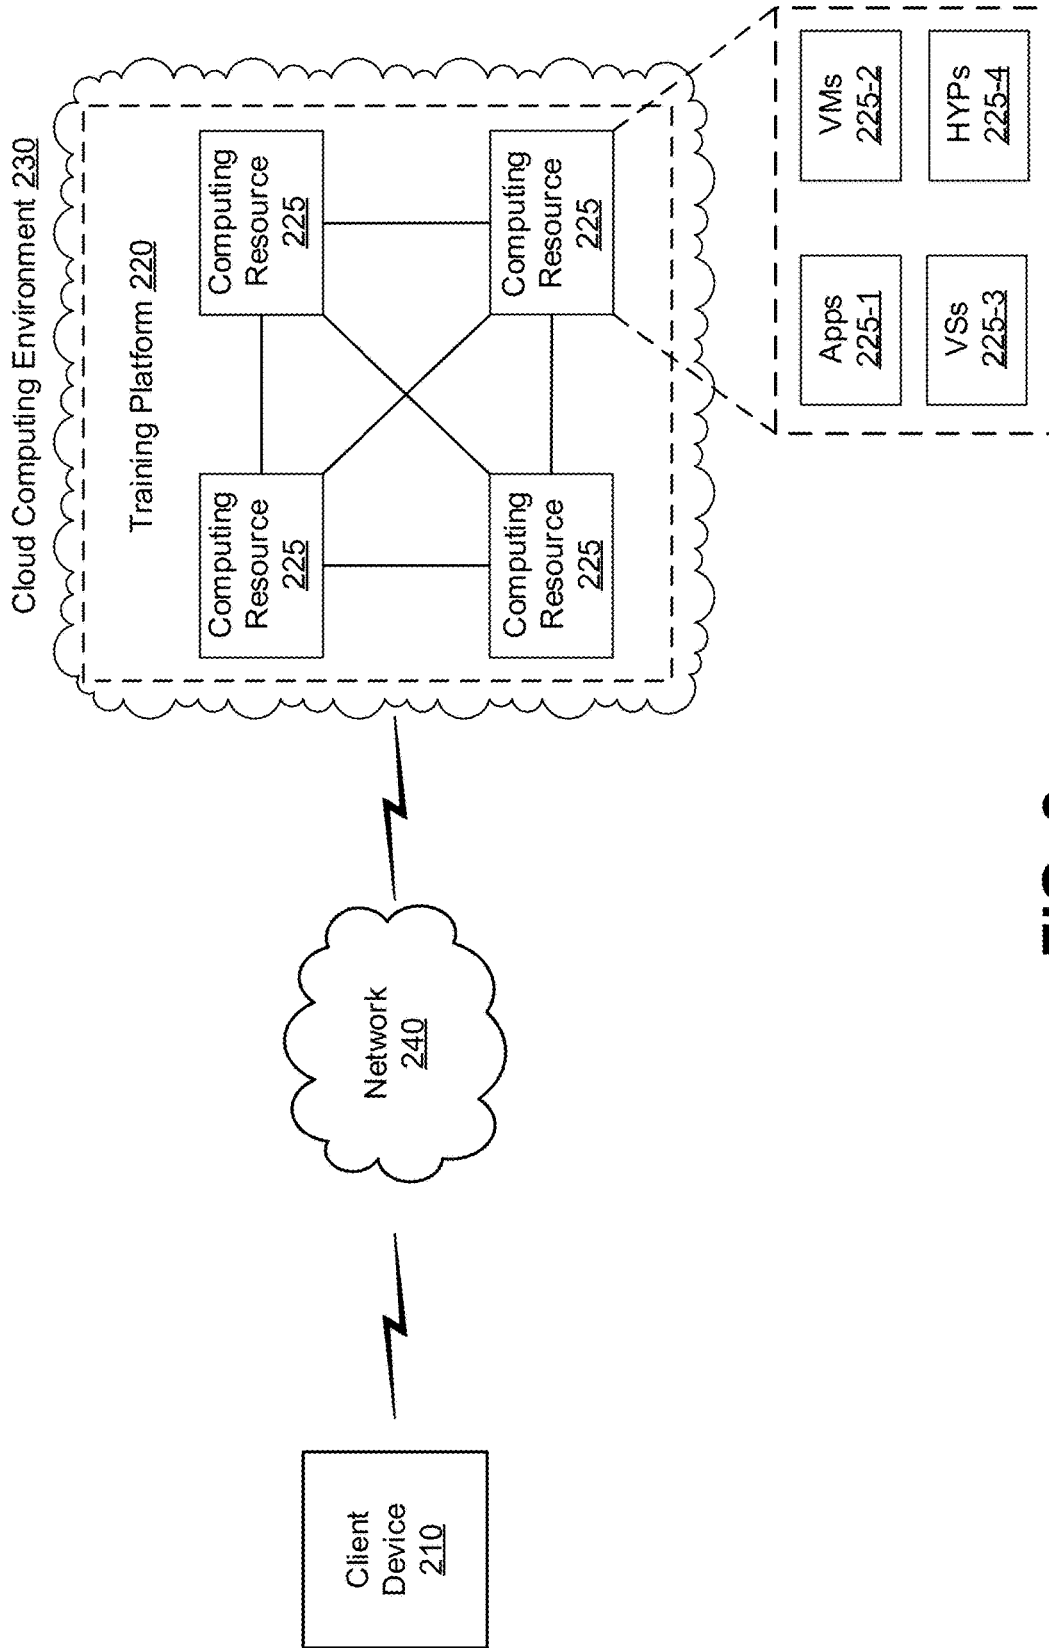 Cloud Computing Environment 230
Training Platform 220
Computing
Resource
225
Computing
Resource
225
Client
Device
210
Network
240
Computing
Resource
225
Computing
Resource
225
Apps
225-1
VMs
225-2
VSs
225-3
HYPs
225-4